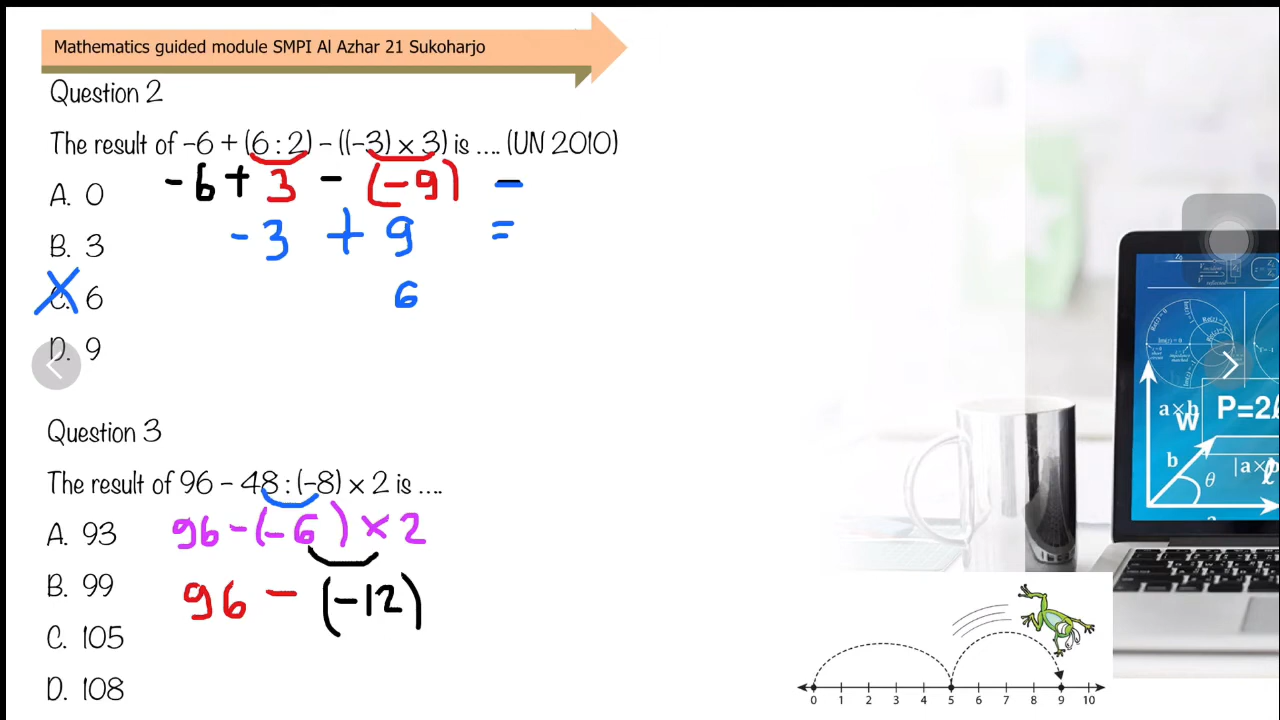 Mathematics guided module SMPI Al Azhar 21 Sukoharjo
Question 2
The result of -6 + (6 : 2) – ((-3) × 3) is .... (UN 2010)
-6 + 3 - (-9) =
A. 0
-3 + 9 =
B. 3
6
C. 6
D. 9
Question 3
The result of 96 – 48 : (-8) × 2 is ....
96 - (-6) × 2
A. 93
96 - (-12)
B. 99
C. 105
D. 108
a×b
W
P=2ℓ
b
θ
|a×b
ℓ
0 1 2 3 4 5 6 7 8 9 10